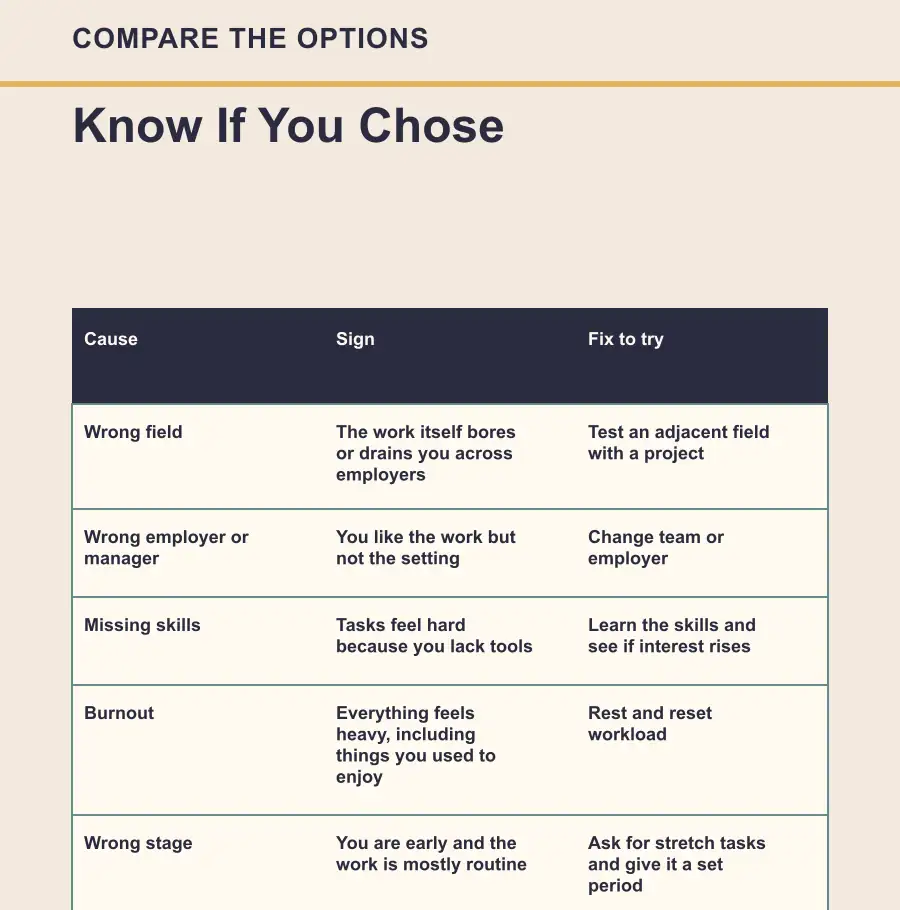 COMPARE THE OPTIONS
Know If You Chose
Cause Sign Fix to try
Wrong field
The work itself bores
or drains you across
employers
Test an adjacent field
with a project
Wrong employer or
manager
You like the work but
not the setting
Change team or
employer
Missing skills
Tasks feel hard
because you lack tools
Learn the skills and
see if interest rises
Burnout
Everything feels
heavy, including
things you used to
enjoy
Rest and reset
workload
Wrong stage
You are early and the
work is mostly routine
Ask for stretch tasks
and give it a set
period